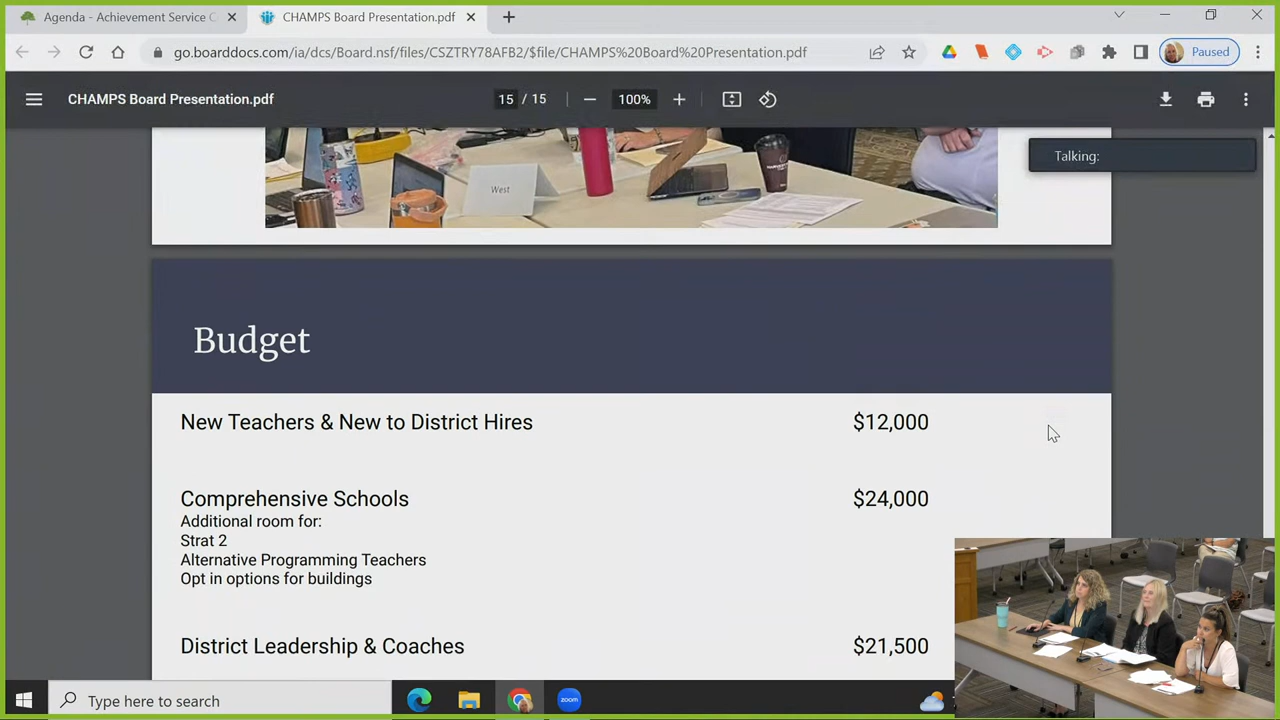 Agenda - Achievement Service C
CHAMPS Board Presentation.pdf
go.boarddocs.com/ia/dcs/Board.nsf/files/CSZTRY78AFB2/$file/CHAMPS%20Board%20Presentation.pdf
Paused
CHAMPS Board Presentation.pdf
15 / 15
100%
Talking:
West
Budget
New Teachers & New to District Hires $12,000
Comprehensive Schools $24,000
Additional room for:
Strat 2
Alternative Programming Teachers
Opt in options for buildings
District Leadership & Coaches $21,500
Type here to search
zoom